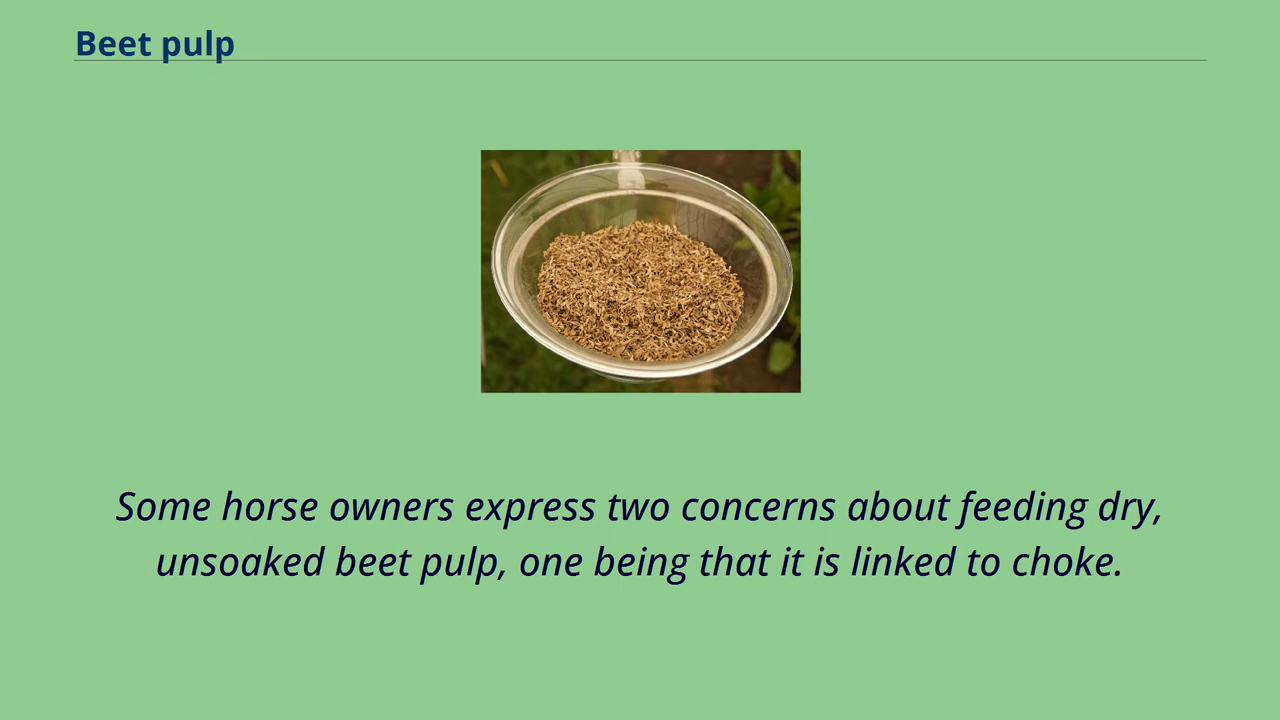 Beet pulp
Some horse owners express two concerns about feeding dry,
unsoaked beet pulp, one being that it is linked to choke.